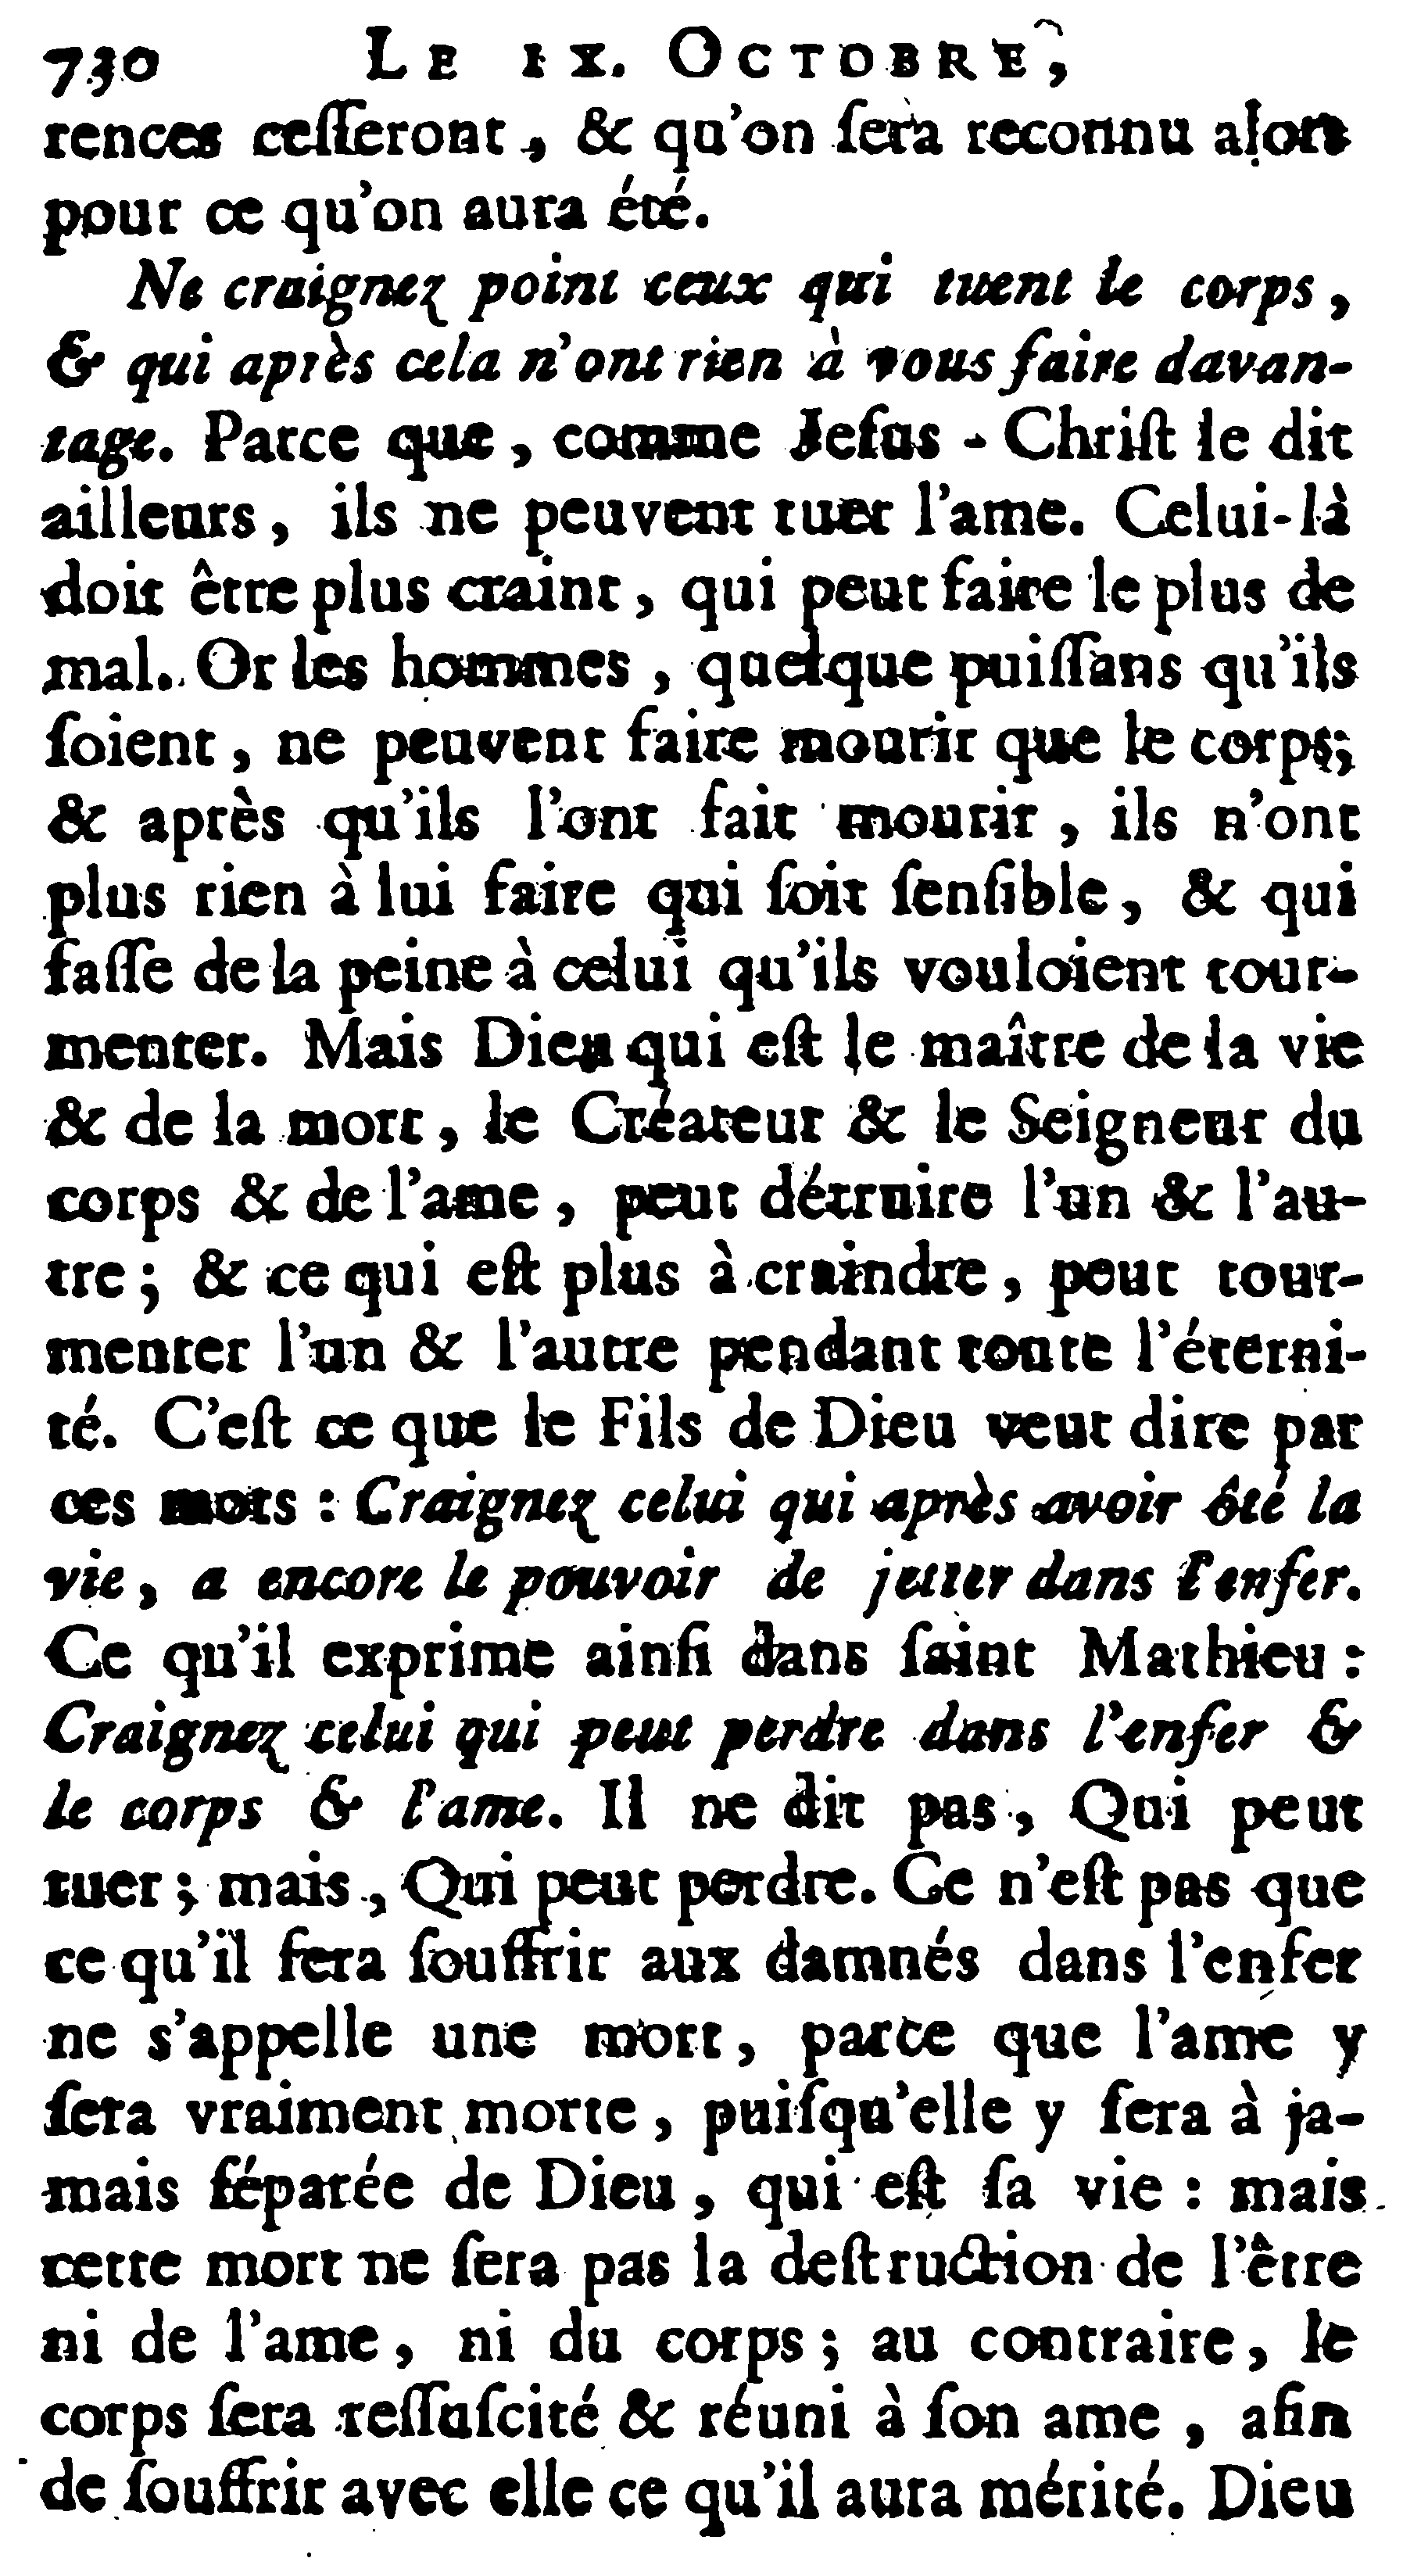 730 LE IX. OCTOBRE,
rences ceſſeront, & qu'on ſera reconnu alors
pour ce qu'on aura été.
Ne craignez point ceux qui tuent le corps,
& qui après cela n'ont rien à vous faire davan-
tage. Parce que, comme Jeſus-Chriſt le dit
ailleurs, ils ne peuvent tuer l'ame. Celui-là
doit être plus craint, qui peut faire le plus de
mal. Or les hommes, quelque puiſſans qu'ils
ſoient, ne peuvent faire mourir que le corps;
& après qu'ils l'ont fait mourir, ils n'ont
plus rien à lui faire qui ſoit ſenſible, & qui
faſſe de la peine à celui qu'ils vouloient tour-
menter. Mais Dieu qui eſt le maître de la vie
& de la mort, le Créateur & le Seigneur du
corps & de l'ame, peut détruire l'un & l'au-
tre; & ce qui eſt plus à craindre, peut tour-
menter l'un & l'autre pendant toute l'éterni-
té. C'eſt ce que le Fils de Dieu veut dire par
ces mots: Craignez celui qui après avoir ôté la
vie, a encore le pouvoir de jetter dans l'enfer.
Ce qu'il exprime ainſi dans ſaint Mathieu:
Craignez celui qui peut perdre dans l'enfer &
le corps & l'ame. Il ne dit pas, Qui peut
tuer; mais, Qui peut perdre. Ce n'eſt pas que
ce qu'il fera ſouffrir aux damnés dans l'enfer
ne s'appelle une mort, parce que l'ame y
ſera vraiment morte, puiſqu'elle y ſera à ja-
mais ſéparée de Dieu, qui eſt ſa vie: mais
cette mort ne ſera pas la deſtruction de l'être
ni de l'ame, ni du corps; au contraire, le
corps ſera reſſuſcité & réuni à ſon ame, afin
de ſouffrir avec elle ce qu'il aura mérité. Dieu